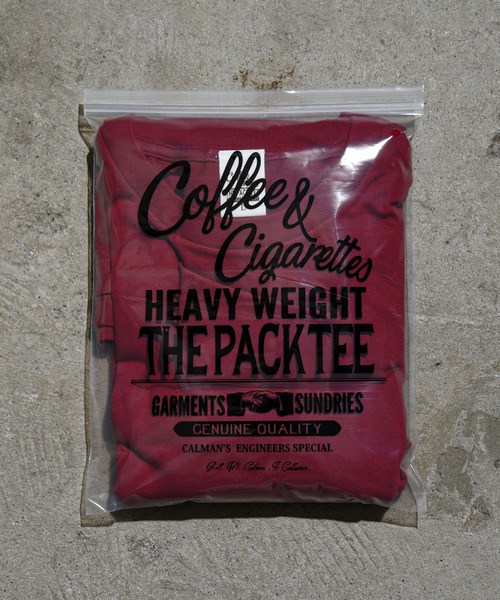 Coffee &
Cigarettes
HEAVY WEIGHT
THE PACK TEE
GARMENTS SUNDRIES
GENUINE QUALITY
CALMAN'S ENGINEERS SPECIAL